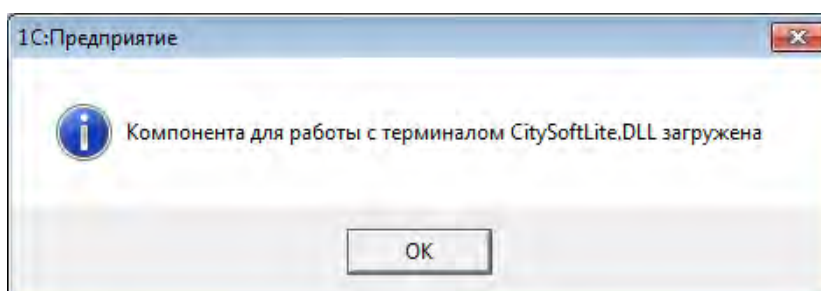 1С:Предприятие
Компонента для работы с терминалом CitySoftLite.DLL загружена
OK